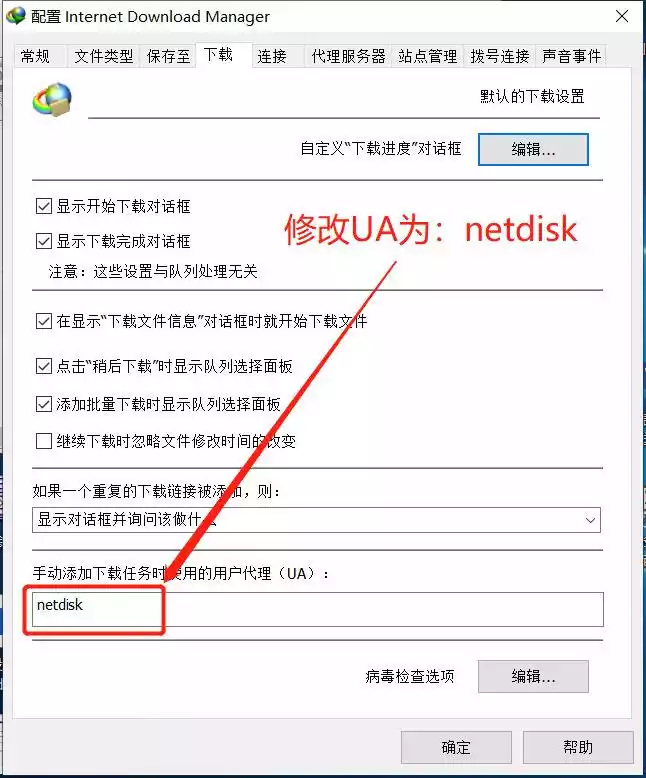 配置 Internet Download Manager
常规 文件类型 保存至 下载 连接 代理服务器 站点管理 拨号连接 声音事件
默认的下载设置
自定义“下载进度”对话框 编辑...
显示开始下载对话框
修改UA为：netdisk
显示下载完成对话框
注意：这些设置与队列处理无关
在显示“下载文件信息”对话框时就开始下载文件
点击“稍后下载”时显示队列选择面板
添加批量下载时显示队列选择面板
继续下载时忽略文件修改时间的改变
如果一个重复的下载链接被添加，则：
显示对话框并询问该做什么
手动添加下载任务时使用的用户代理（UA）：
netdisk
病毒检查选项 编辑...
确定 帮助